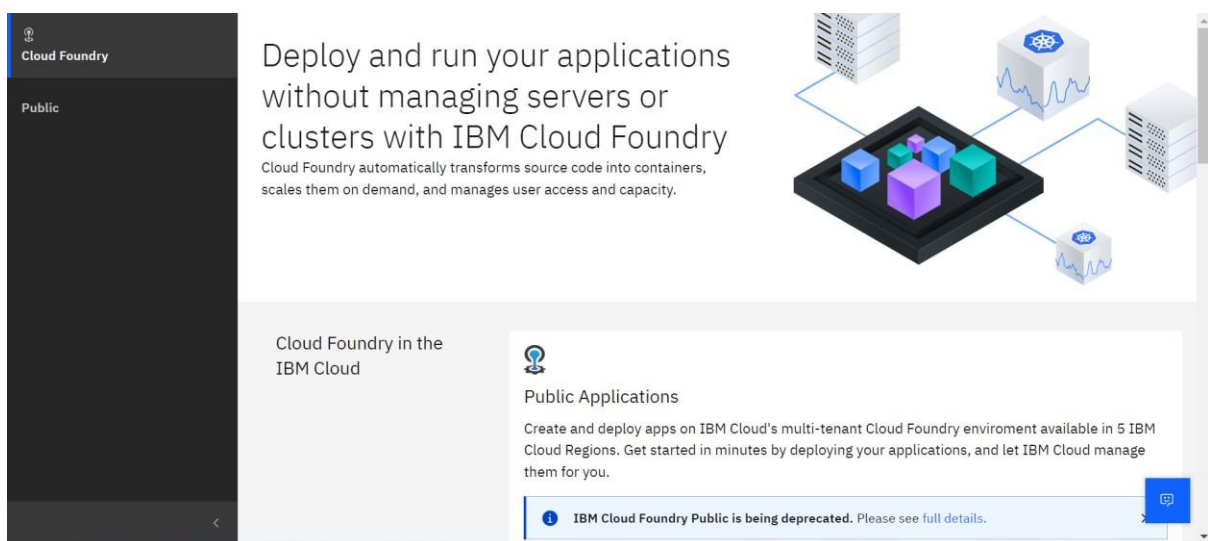 Cloud Foundry
Public
Deploy and run your applications
without managing servers or
clusters with IBM Cloud Foundry
Cloud Foundry automatically transforms source code into containers,
scales them on demand, and manages user access and capacity.
Cloud Foundry in the
IBM Cloud
Public Applications
Create and deploy apps on IBM Cloud's multi-tenant Cloud Foundry enviroment available in 5 IBM
Cloud Regions. Get started in minutes by deploying your applications, and let IBM Cloud manage
them for you.
IBM Cloud Foundry Public is being deprecated. Please see full details.